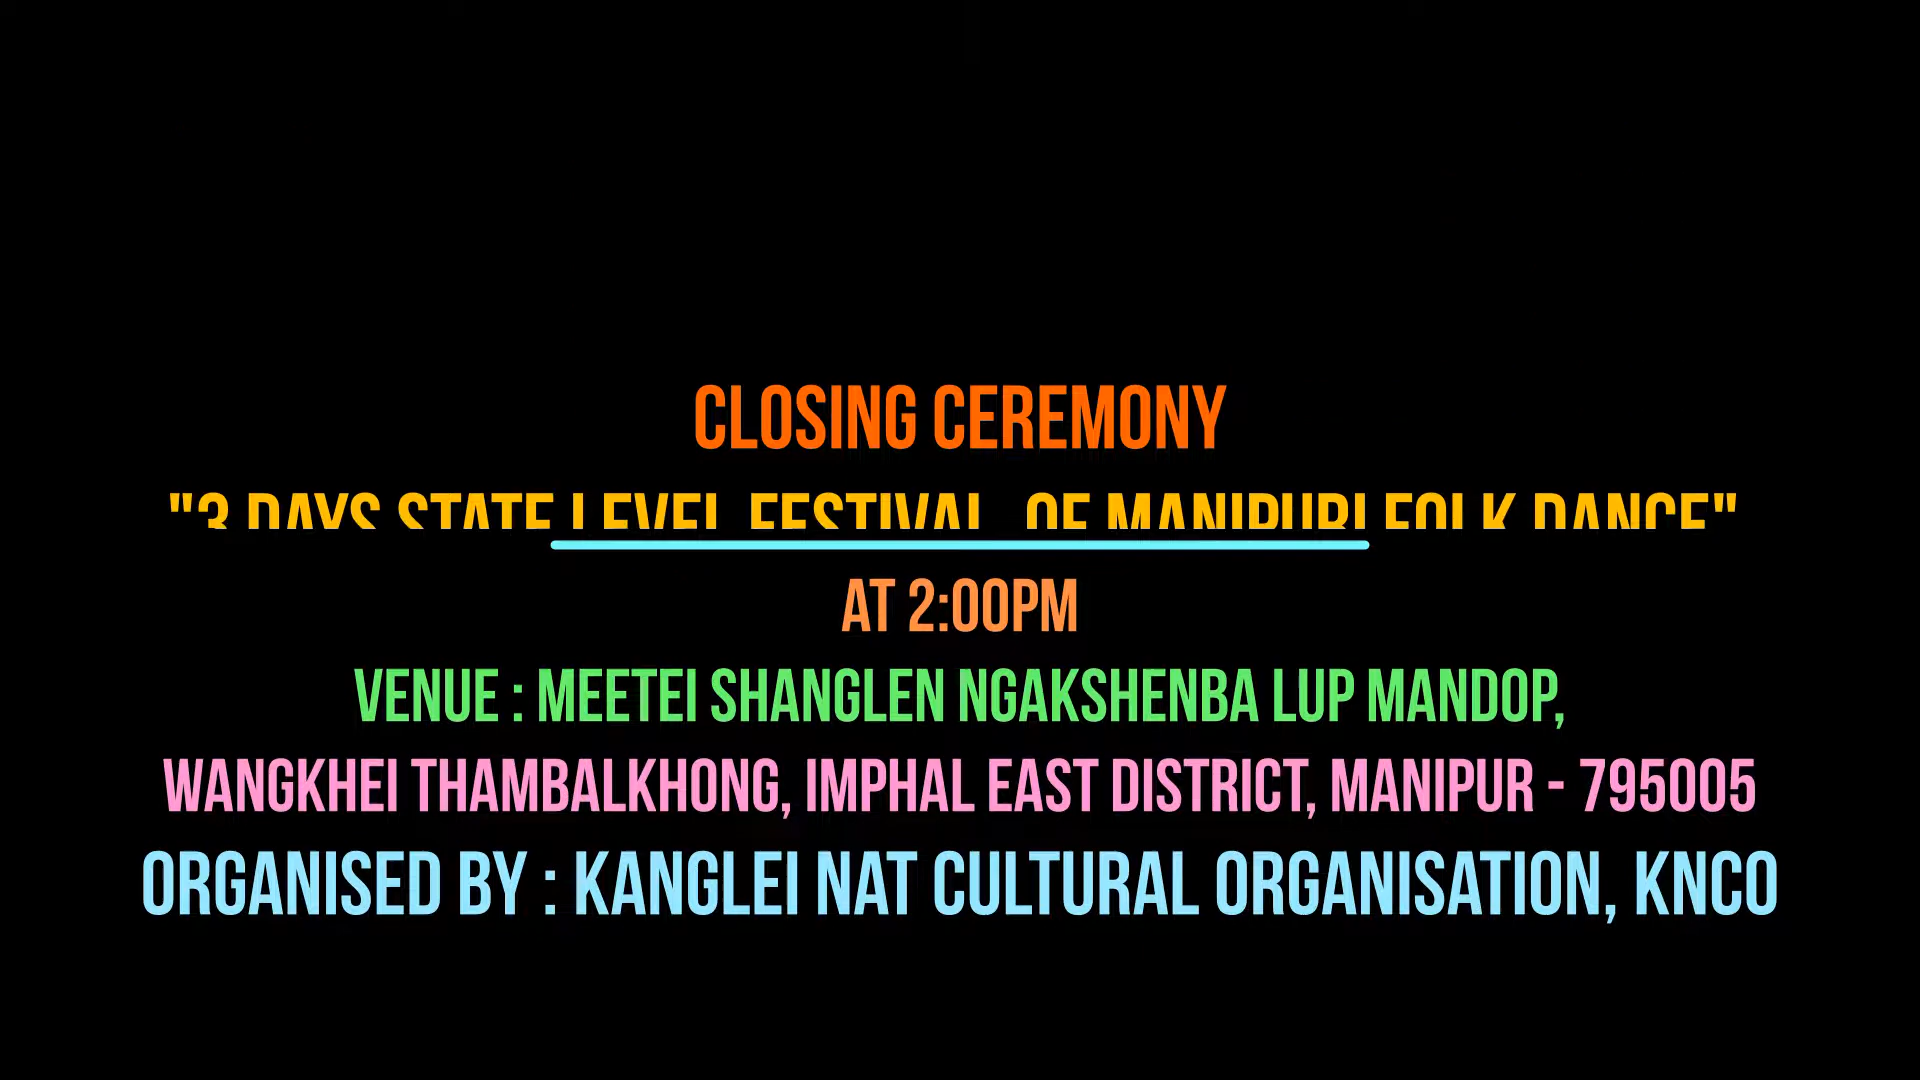 CLOSING CEREMONY
"3 DAYS STATE LEVEL FESTIVAL OF MANIPURI FOLK DANCE"
AT 2:00PM
VENUE : MEETEI SHANGLEN NGAKSHENBA LUP MANDOP,
WANGKHEI THAMBALKHONG, IMPHAL EAST DISTRICT, MANIPUR - 795005
ORGANISED BY : KANGLEI NAT CULTURAL ORGANISATION, KNCO